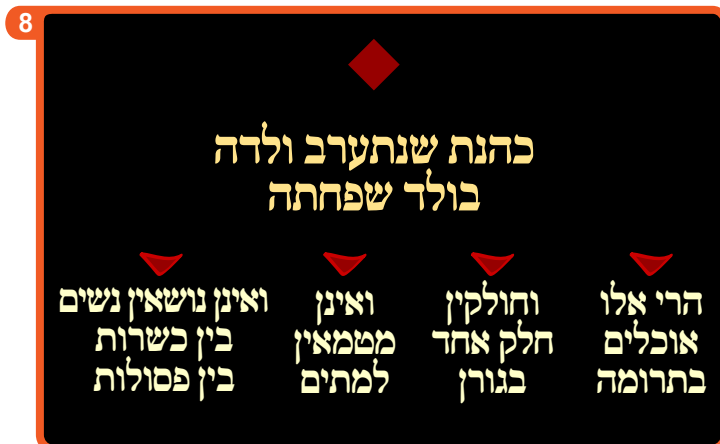 8
כהנת שנתערב ולדה
בולד שפחתה
הרי אלו
אוכלים
בתרומה
וחולקין
חלק אחד
בגורן
ואינן
מטמאין
למתים
ואינן נושאין נשים
בין כשרות
בין פסולות